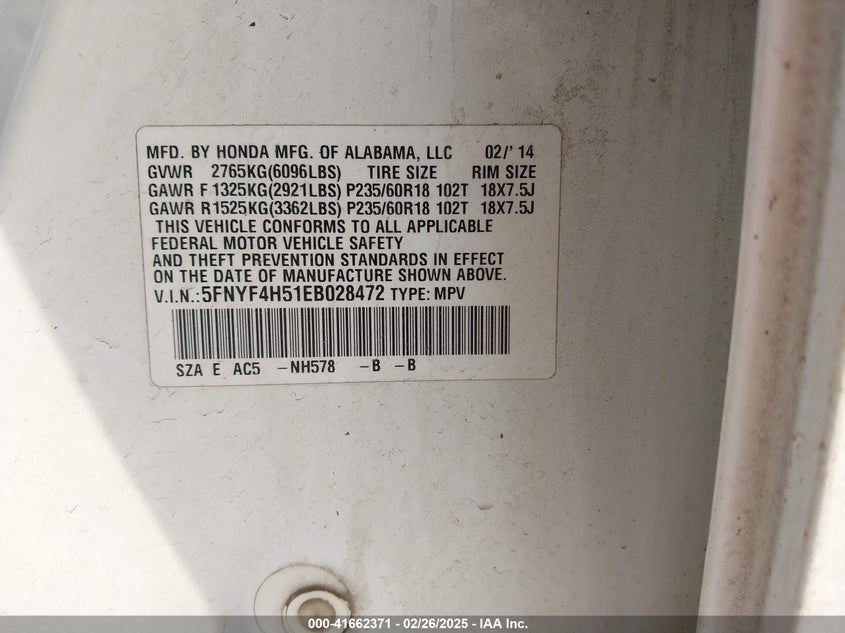 MFD. BY HONDA MFG. OF ALABAMA, LLC 02/' 14
GVWR 2765KG(6096LBS) TIRE SIZE RIM SIZE
GAWR F 1325KG(2921LBS) P235/60R18 102T 18X7.5J
GAWR R1525KG(3362LBS) P235/60R18 102T 18X7.5J
THIS VEHICLE CONFORMS TO ALL APPLICABLE
FEDERAL MOTOR VEHICLE SAFETY
AND THEFT PREVENTION STANDARDS IN EFFECT
ON THE DATE OF MANUFACTURE SHOWN ABOVE.
V.I.N.: 5FNYF4H51EB028472 TYPE: MPV
SZA E AC5 -NH578 -B -B
000-41662371 - 02/26/2025 - IAA Inc.